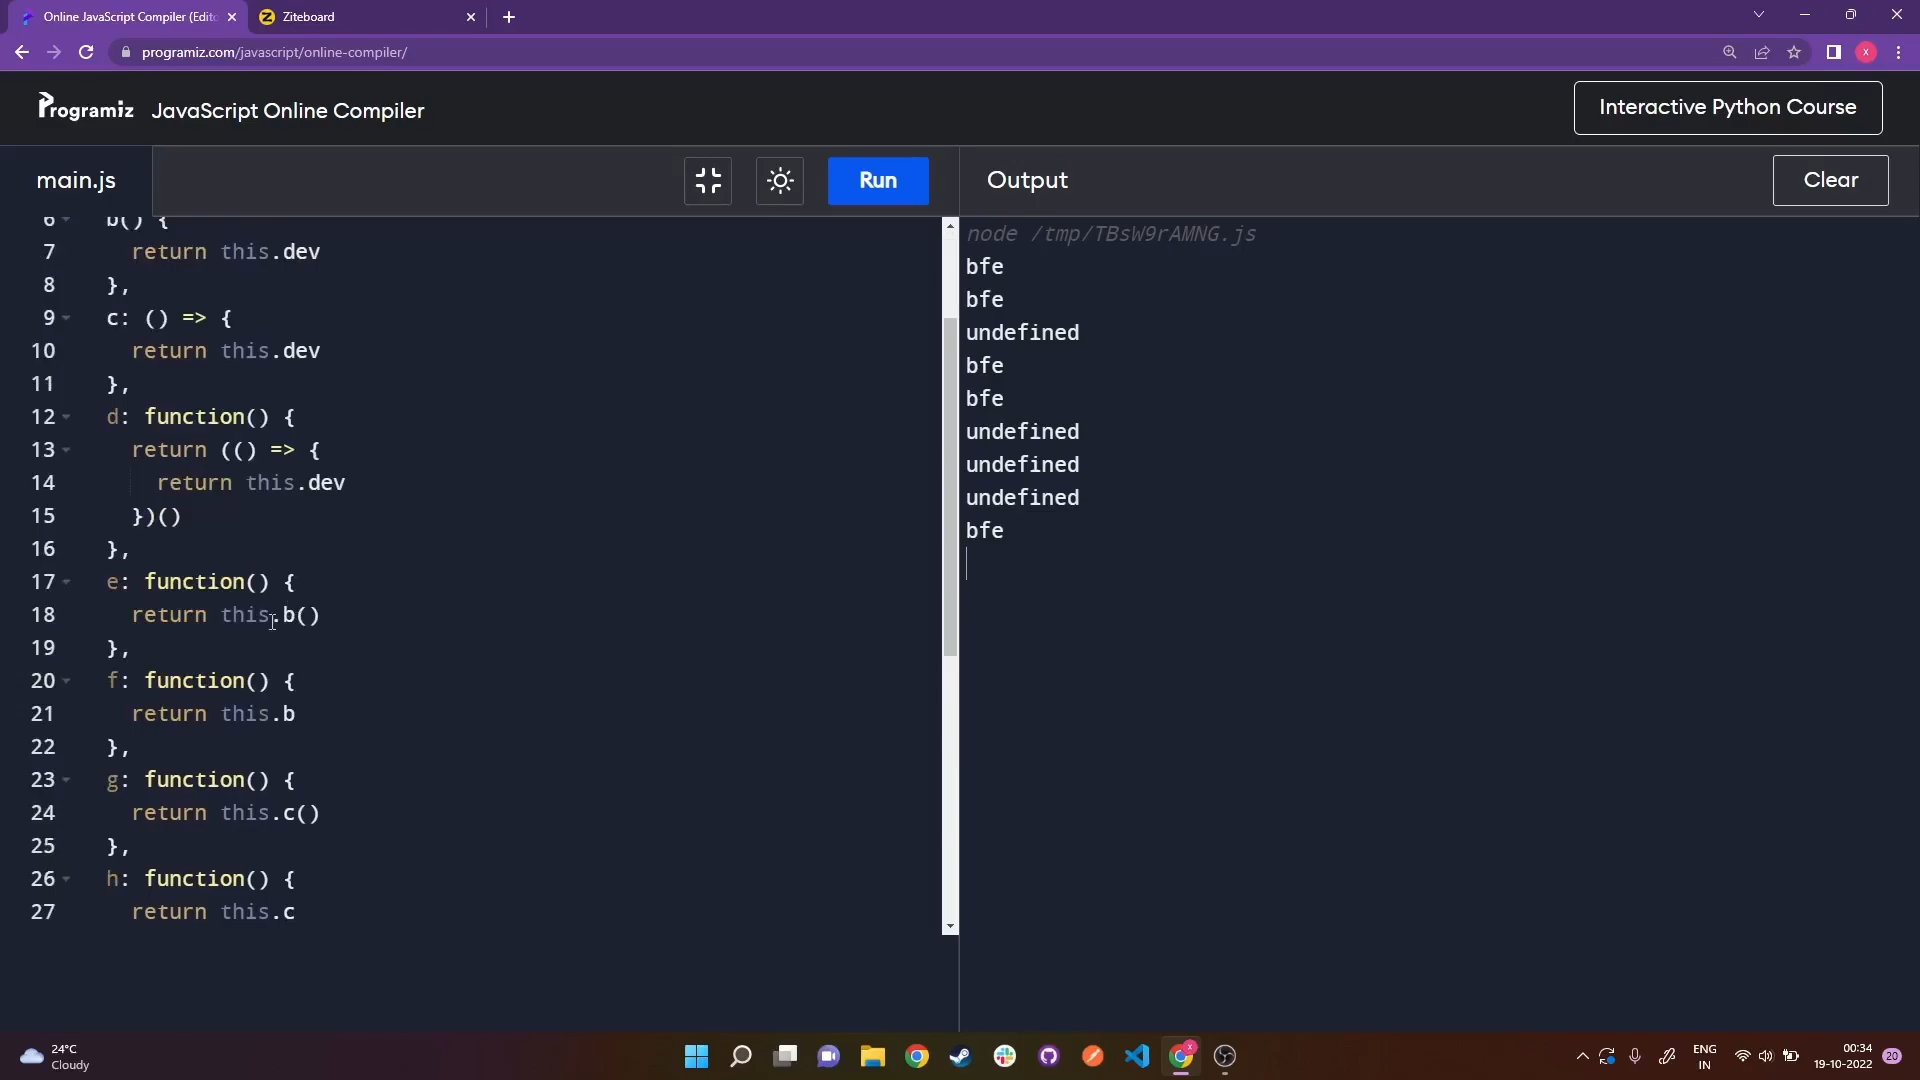 Online JavaScript Compiler (Edito
Ziteboard
programiz.com/javascript/online-compiler/
x
Programiz
JavaScript Online Compiler
Interactive Python Course
main.js
Run
Output
Clear
6 b() {
7 return this.dev
8 },
9 c: () => {
10 return this.dev
11 },
12 d: function() {
13 return (() => {
14 return this.dev
15 })()
16 },
17 e: function() {
18 return this.b()
19 },
20 f: function() {
21 return this.b
22 },
23 g: function() {
24 return this.c()
25 },
26 h: function() {
27 return this.c
node /tmp/TBsW9rAMNG.js
bfe
bfe
undefined
bfe
bfe
undefined
undefined
undefined
bfe
24°C
Cloudy
ENG
IN
00:34
19-10-2022
20